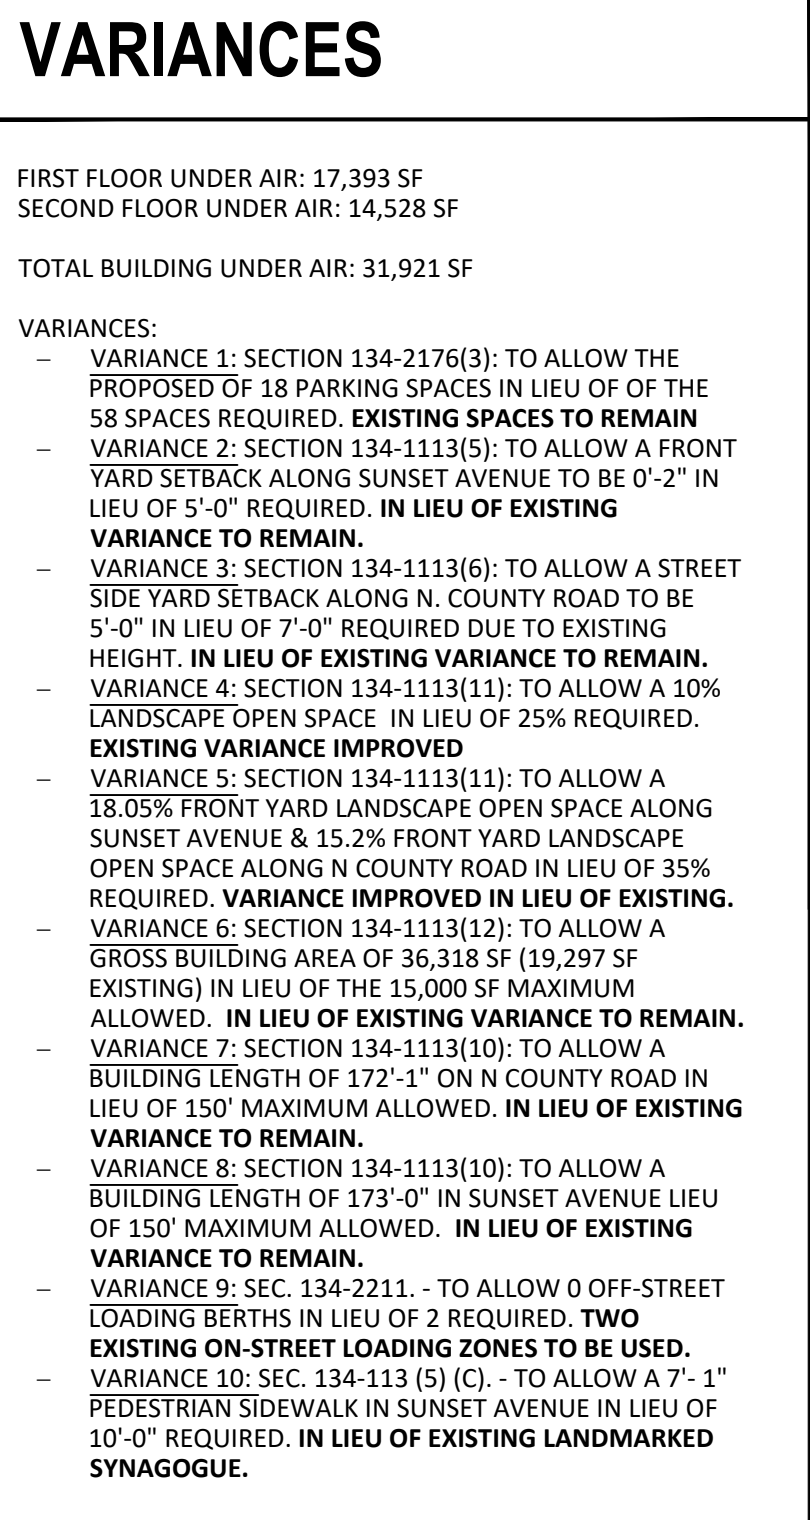 VARIANCES
FIRST FLOOR UNDER AIR: 17,393 SF
SECOND FLOOR UNDER AIR: 14,528 SF
TOTAL BUILDING UNDER AIR: 31,921 SF
VARIANCES:
– VARIANCE 1: SECTION 134-2176(3): TO ALLOW THE
PROPOSED OF 18 PARKING SPACES IN LIEU OF OF THE
58 SPACES REQUIRED. EXISTING SPACES TO REMAIN
– VARIANCE 2: SECTION 134-1113(5): TO ALLOW A FRONT
YARD SETBACK ALONG SUNSET AVENUE TO BE 0'-2" IN
LIEU OF 5'-0" REQUIRED. IN LIEU OF EXISTING
VARIANCE TO REMAIN.
– VARIANCE 3: SECTION 134-1113(6): TO ALLOW A STREET
SIDE YARD SETBACK ALONG N. COUNTY ROAD TO BE
5'-0" IN LIEU OF 7'-0" REQUIRED DUE TO EXISTING
HEIGHT. IN LIEU OF EXISTING VARIANCE TO REMAIN.
– VARIANCE 4: SECTION 134-1113(11): TO ALLOW A 10%
LANDSCAPE OPEN SPACE IN LIEU OF 25% REQUIRED.
EXISTING VARIANCE IMPROVED
– VARIANCE 5: SECTION 134-1113(11): TO ALLOW A
18.05% FRONT YARD LANDSCAPE OPEN SPACE ALONG
SUNSET AVENUE & 15.2% FRONT YARD LANDSCAPE
OPEN SPACE ALONG N COUNTY ROAD IN LIEU OF 35%
REQUIRED. VARIANCE IMPROVED IN LIEU OF EXISTING.
– VARIANCE 6: SECTION 134-1113(12): TO ALLOW A
GROSS BUILDING AREA OF 36,318 SF (19,297 SF
EXISTING) IN LIEU OF THE 15,000 SF MAXIMUM
ALLOWED. IN LIEU OF EXISTING VARIANCE TO REMAIN.
– VARIANCE 7: SECTION 134-1113(10): TO ALLOW A
BUILDING LENGTH OF 172'-1" ON N COUNTY ROAD IN
LIEU OF 150' MAXIMUM ALLOWED. IN LIEU OF EXISTING
VARIANCE TO REMAIN.
– VARIANCE 8: SECTION 134-1113(10): TO ALLOW A
BUILDING LENGTH OF 173'-0" IN SUNSET AVENUE LIEU
OF 150' MAXIMUM ALLOWED. IN LIEU OF EXISTING
VARIANCE TO REMAIN.
– VARIANCE 9: SEC. 134-2211. - TO ALLOW 0 OFF-STREET
LOADING BERTHS IN LIEU OF 2 REQUIRED. TWO
EXISTING ON-STREET LOADING ZONES TO BE USED.
– VARIANCE 10: SEC. 134-113 (5) (C). - TO ALLOW A 7'- 1"
PEDESTRIAN SIDEWALK IN SUNSET AVENUE IN LIEU OF
10'-0" REQUIRED. IN LIEU OF EXISTING LANDMARKED
SYNAGOGUE.